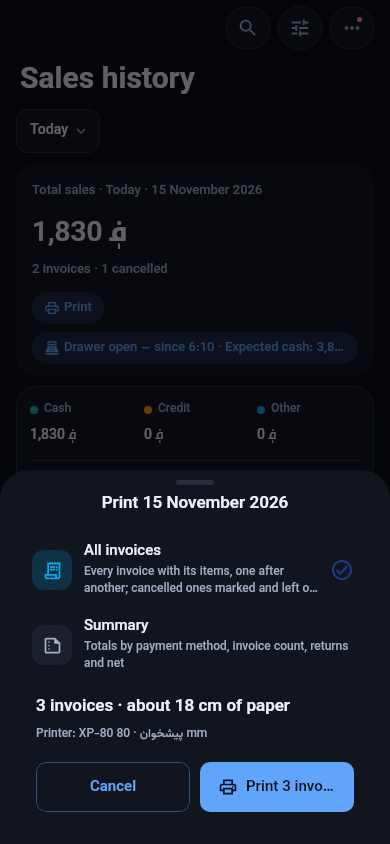 Sales history
Today
Total sales · Today · 15 November 2026
1,830 ؋
2 invoices · 1 cancelled
Print
Drawer open — since 6:10 · Expected cash: 3,8…
Cash
Credit
Other
1,830 ؋
0 ؋
0 ؋
Print 15 November 2026
All invoices
Every invoice with its items, one after
another; cancelled ones marked and left o…
Summary
Totals by payment method, invoice count, returns
and net
3 invoices · about 18 cm of paper
Printer: XP-80 پیشخوان · 80 mm
Cancel
Print 3 invo…